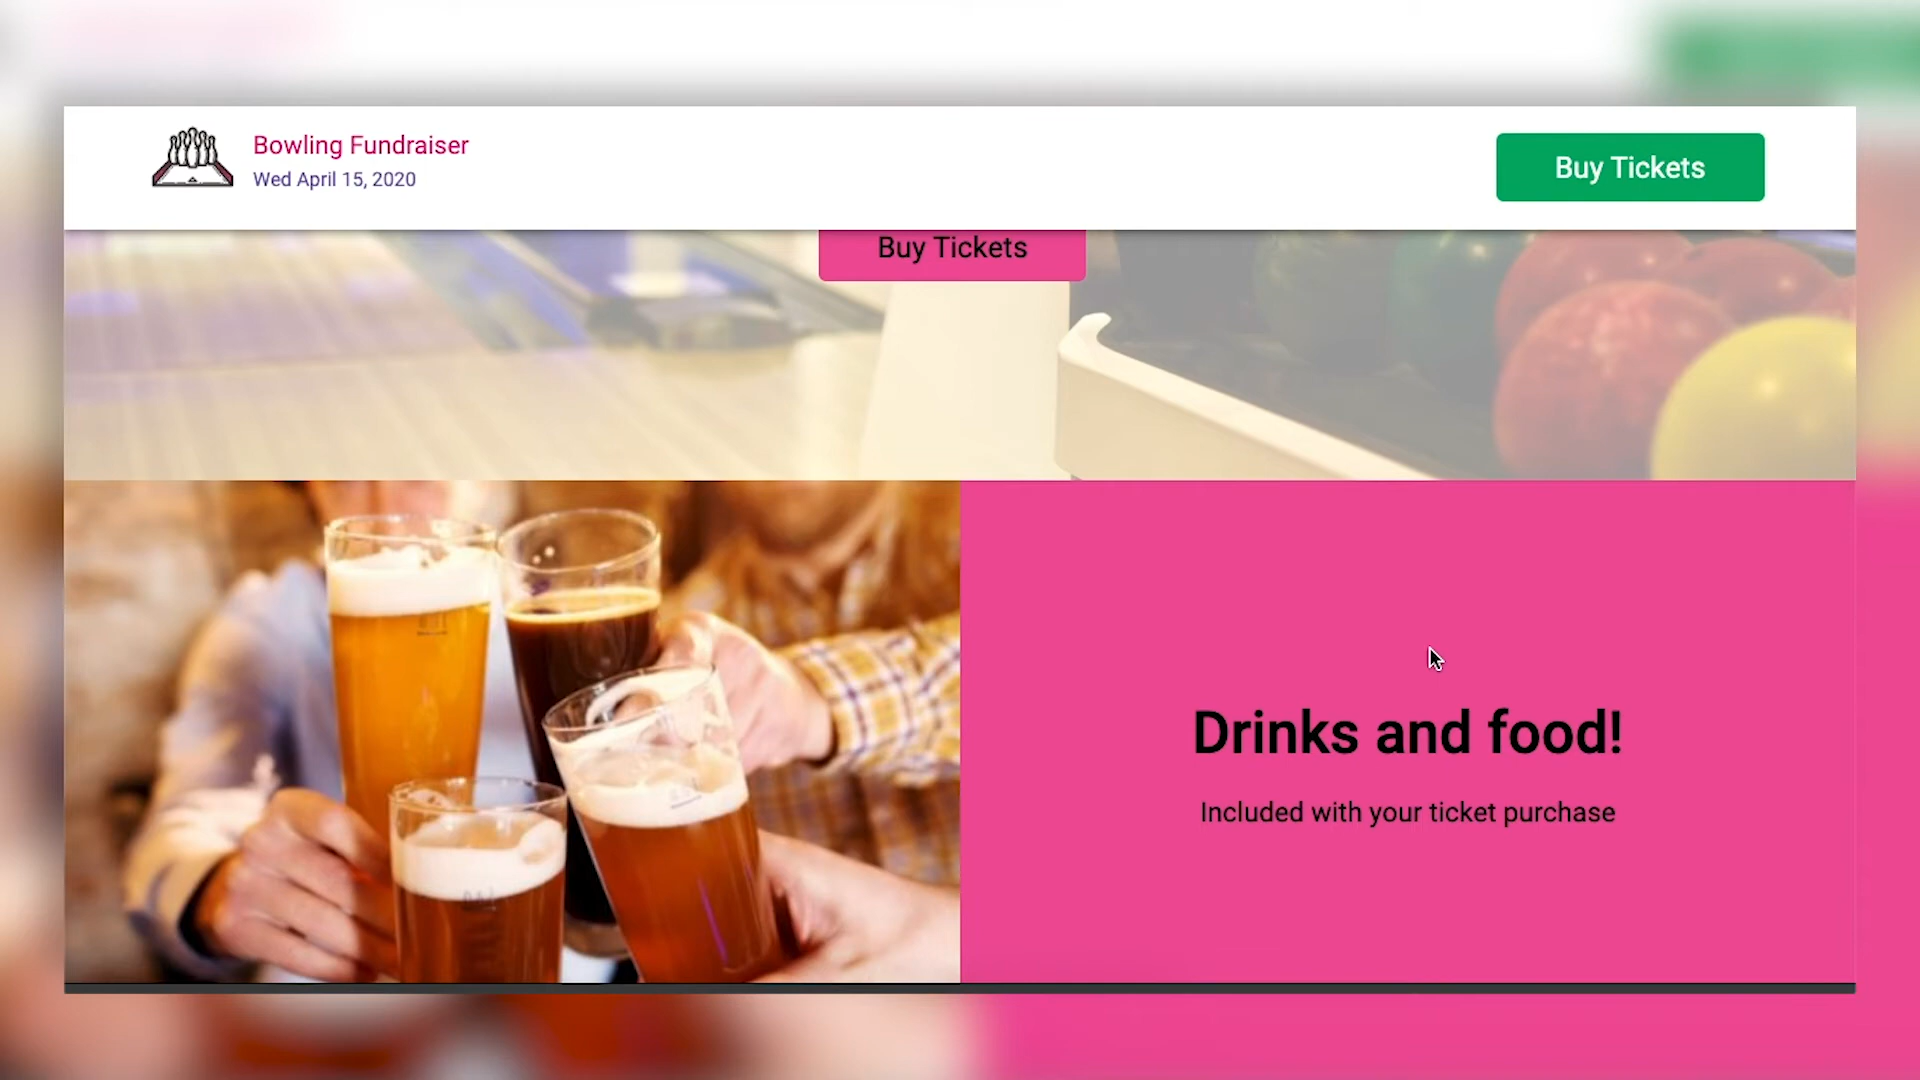 Bowling Fundraiser
Wed April 15, 2020
Buy Tickets
Buy Tickets
Drinks and food!
Included with your ticket purchase